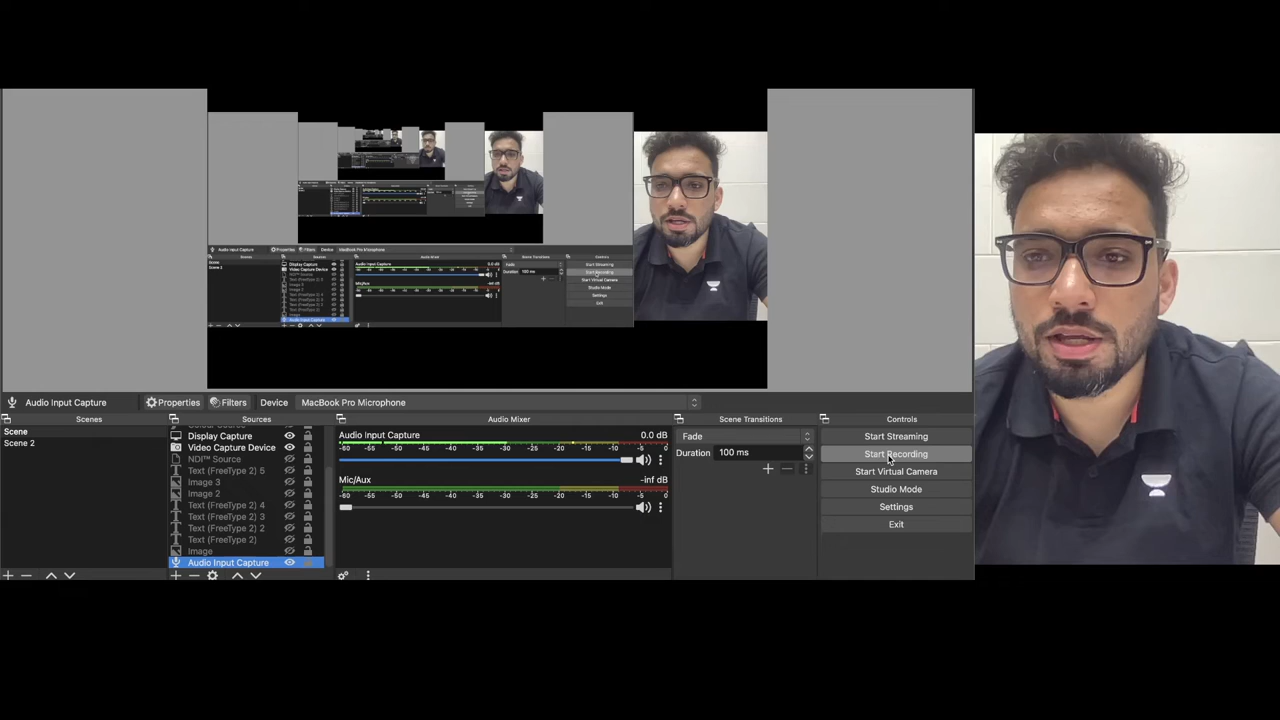 Audio Input Capture
Properties
Filters
Device
MacBook Pro Microphone
Scenes
Sources
Audio Mixer
Scene Transitions
Controls
Scene
Scene 2
Display Capture
Video Capture Device
NDI™ Source
Text (FreeType 2) 5
Image 3
Image 2
Text (FreeType 2) 4
Text (FreeType 2) 3
Text (FreeType 2) 2
Text (FreeType 2)
Image
Audio Input Capture
Audio Input Capture 0.0 dB
-60 -55 -50 -45 -40 -35 -30 -25 -20 -15 -10 -5 0
Mic/Aux -inf dB
-60 -55 -50 -45 -40 -35 -30 -25 -20 -15 -10 -5 0
Fade
Duration 100 ms
Start Streaming
Start Recording
Start Virtual Camera
Studio Mode
Settings
Exit